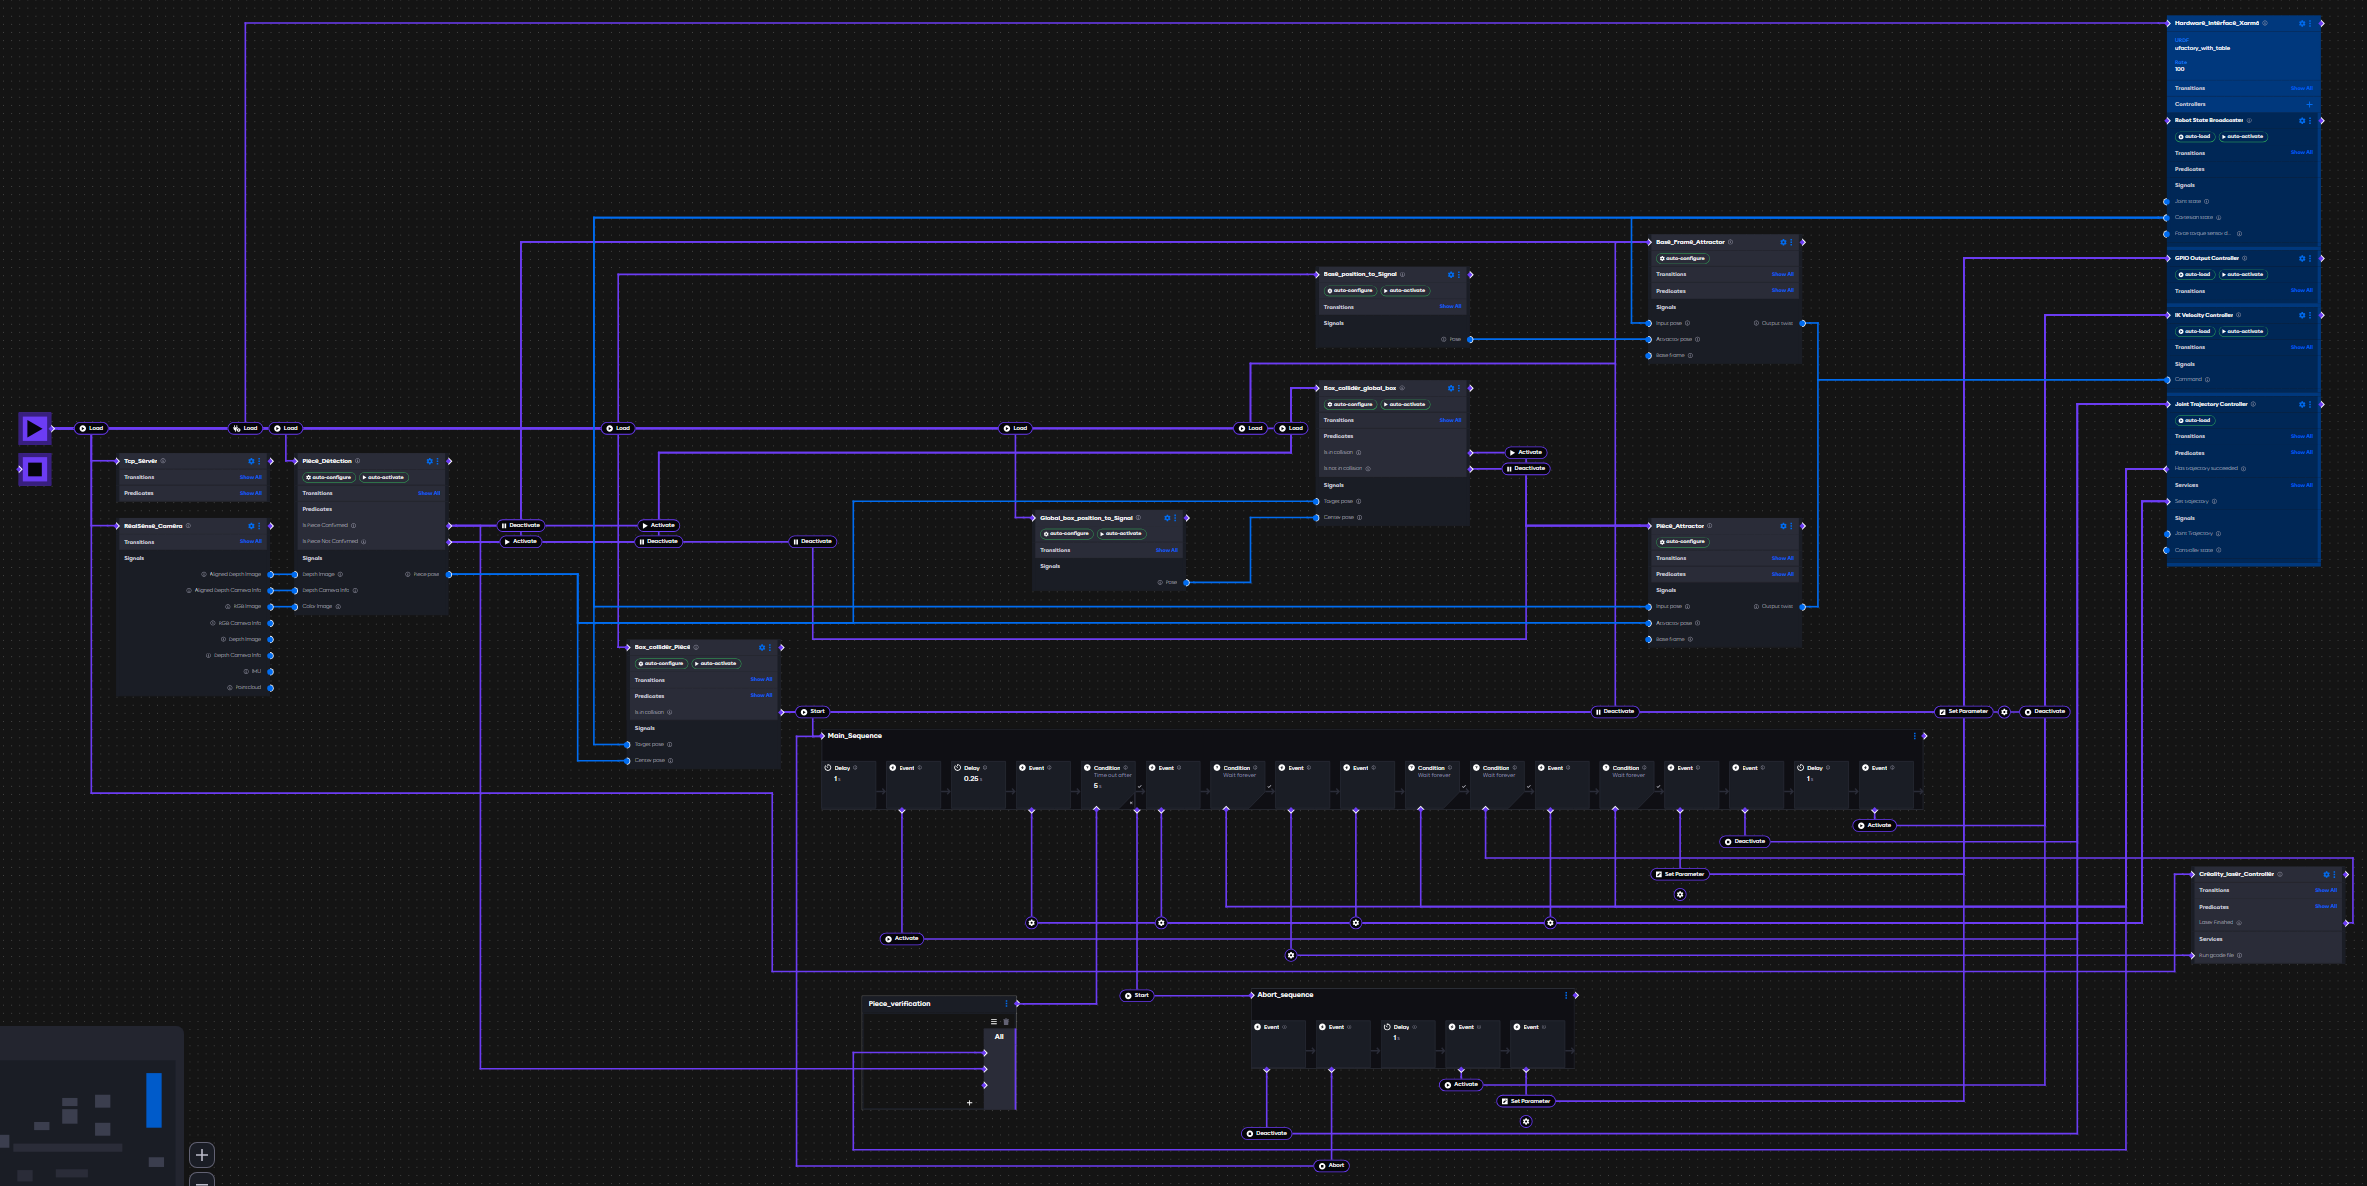 Hardware_Interface_Xarm6
URDF
ufactory_with_table
Rate
100
Transitions Show All
Controllers
Robot State Broadcaster
auto-load auto-activate
Transitions Show All
Predicates
Signals
Joint state
Cartesian state
Force torque sensor d...
GPIO Output Controller
auto-load auto-activate
Transitions Show All
IK Velocity Controller
auto-load auto-activate
Transitions Show All
Signals
Command
Joint Trajectory Controller
auto-load
Transitions Show All
Predicates Show All
Has trajectory succeeded
Services Show All
Set trajectory
Signals
Joint Trajectory
Base_Frame_Attractor
auto-configure
Transitions Show All
Predicates Show All
Signals
Input pose Output twist
Attractor pose
Base frame
Base_position_to_Signal
auto-configure auto-activate
Transitions Show All
Signals
Pose
Box_collider_global_box
auto-configure auto-activate
Transitions Show All
Predicates
Is in collision
Is not in collision
Signals
Target pose
Center pose
Activate
Deactivate
Load Load Load Load Load Load Load
Tcp_Server
Transitions Show All
Predicates Show All
RealSense_Camera
Transitions Show All
Signals
Aligned Depth Image
Aligned Depth Camera Info
RGB Image
RGB Camera Info
Depth Image
Depth Camera Info
IMU
Pointcloud
Piece_Detection
auto-configure auto-activate
Transitions Show All
Predicates
Is Piece Confirmed
Is Piece Not Confirmed
Signals
Depth Image Piece pose
Depth Camera Info
Color Image
Deactivate Activate
Activate Deactivate Deactivate
Global_box_position_to_Signal
auto-configure auto-activate
Transitions Show All
Signals
Pose
Piece_Attractor
auto-configure
Transitions Show All
Predicates Show All
Signals
Input pose Output twist
Attractor pose
Base frame
Box_collider_Piece
auto-configure auto-activate
Transitions Show All
Predicates Show All
Is in collision
Signals
Target pose
Center pose
Start Deactivate Set Parameter Deactivate
Main_Sequence
Delay Event Delay Event Condition Event Condition Event Event Condition Condition Event Condition Event Event Delay Event
Time out after Wait forever Wait forever Wait forever Wait forever
1 s 0.25 s 5 s 1 s
Activate
Deactivate
Set Parameter
Activate
Creality_laser_Controller
Transitions Show All
Predicates Show All
Laser Finished
Services
Run gcode file
Piece_verification
All
Start
Abort_sequence
Event Event Delay Event Event
1 s
Activate
Set Parameter
Deactivate
Abort